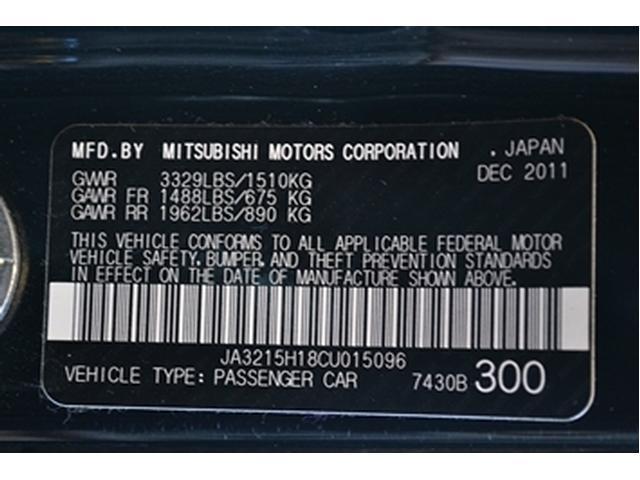 MFD.BY MITSUBISHI MOTORS CORPORATION . JAPAN
GVWR 3329LBS/1510KG DEC 2011
GAWR FR 1488LBS/675 KG
GAWR RR 1962LBS/890 KG
THIS VEHICLE CONFORMS TO ALL APPLICABLE FEDERAL MOTOR
VEHICLE SAFETY, BUMPER, AND THEFT PREVENTION STANDARDS
IN EFFECT ON THE DATE OF MANUFACTURE SHOWN ABOVE.
JA3215H18CU015096
VEHICLE TYPE: PASSENGER CAR 7430B 300